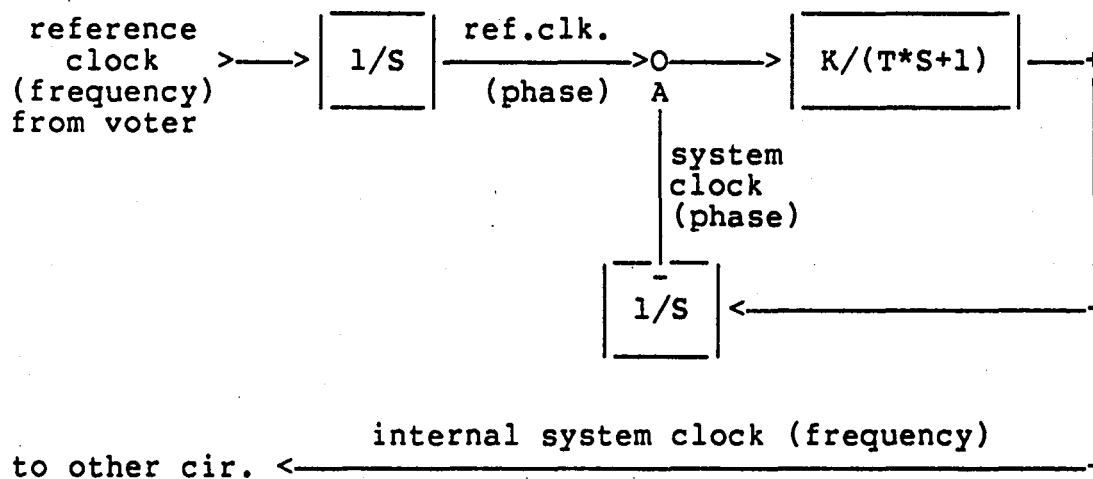 reference
clock
(frequency)
from voter
1/S
ref.clk.
(phase)
O
A
K/(T*S+1)
system
clock
(phase)
-
1/S
internal system clock (frequency)
to other cir.